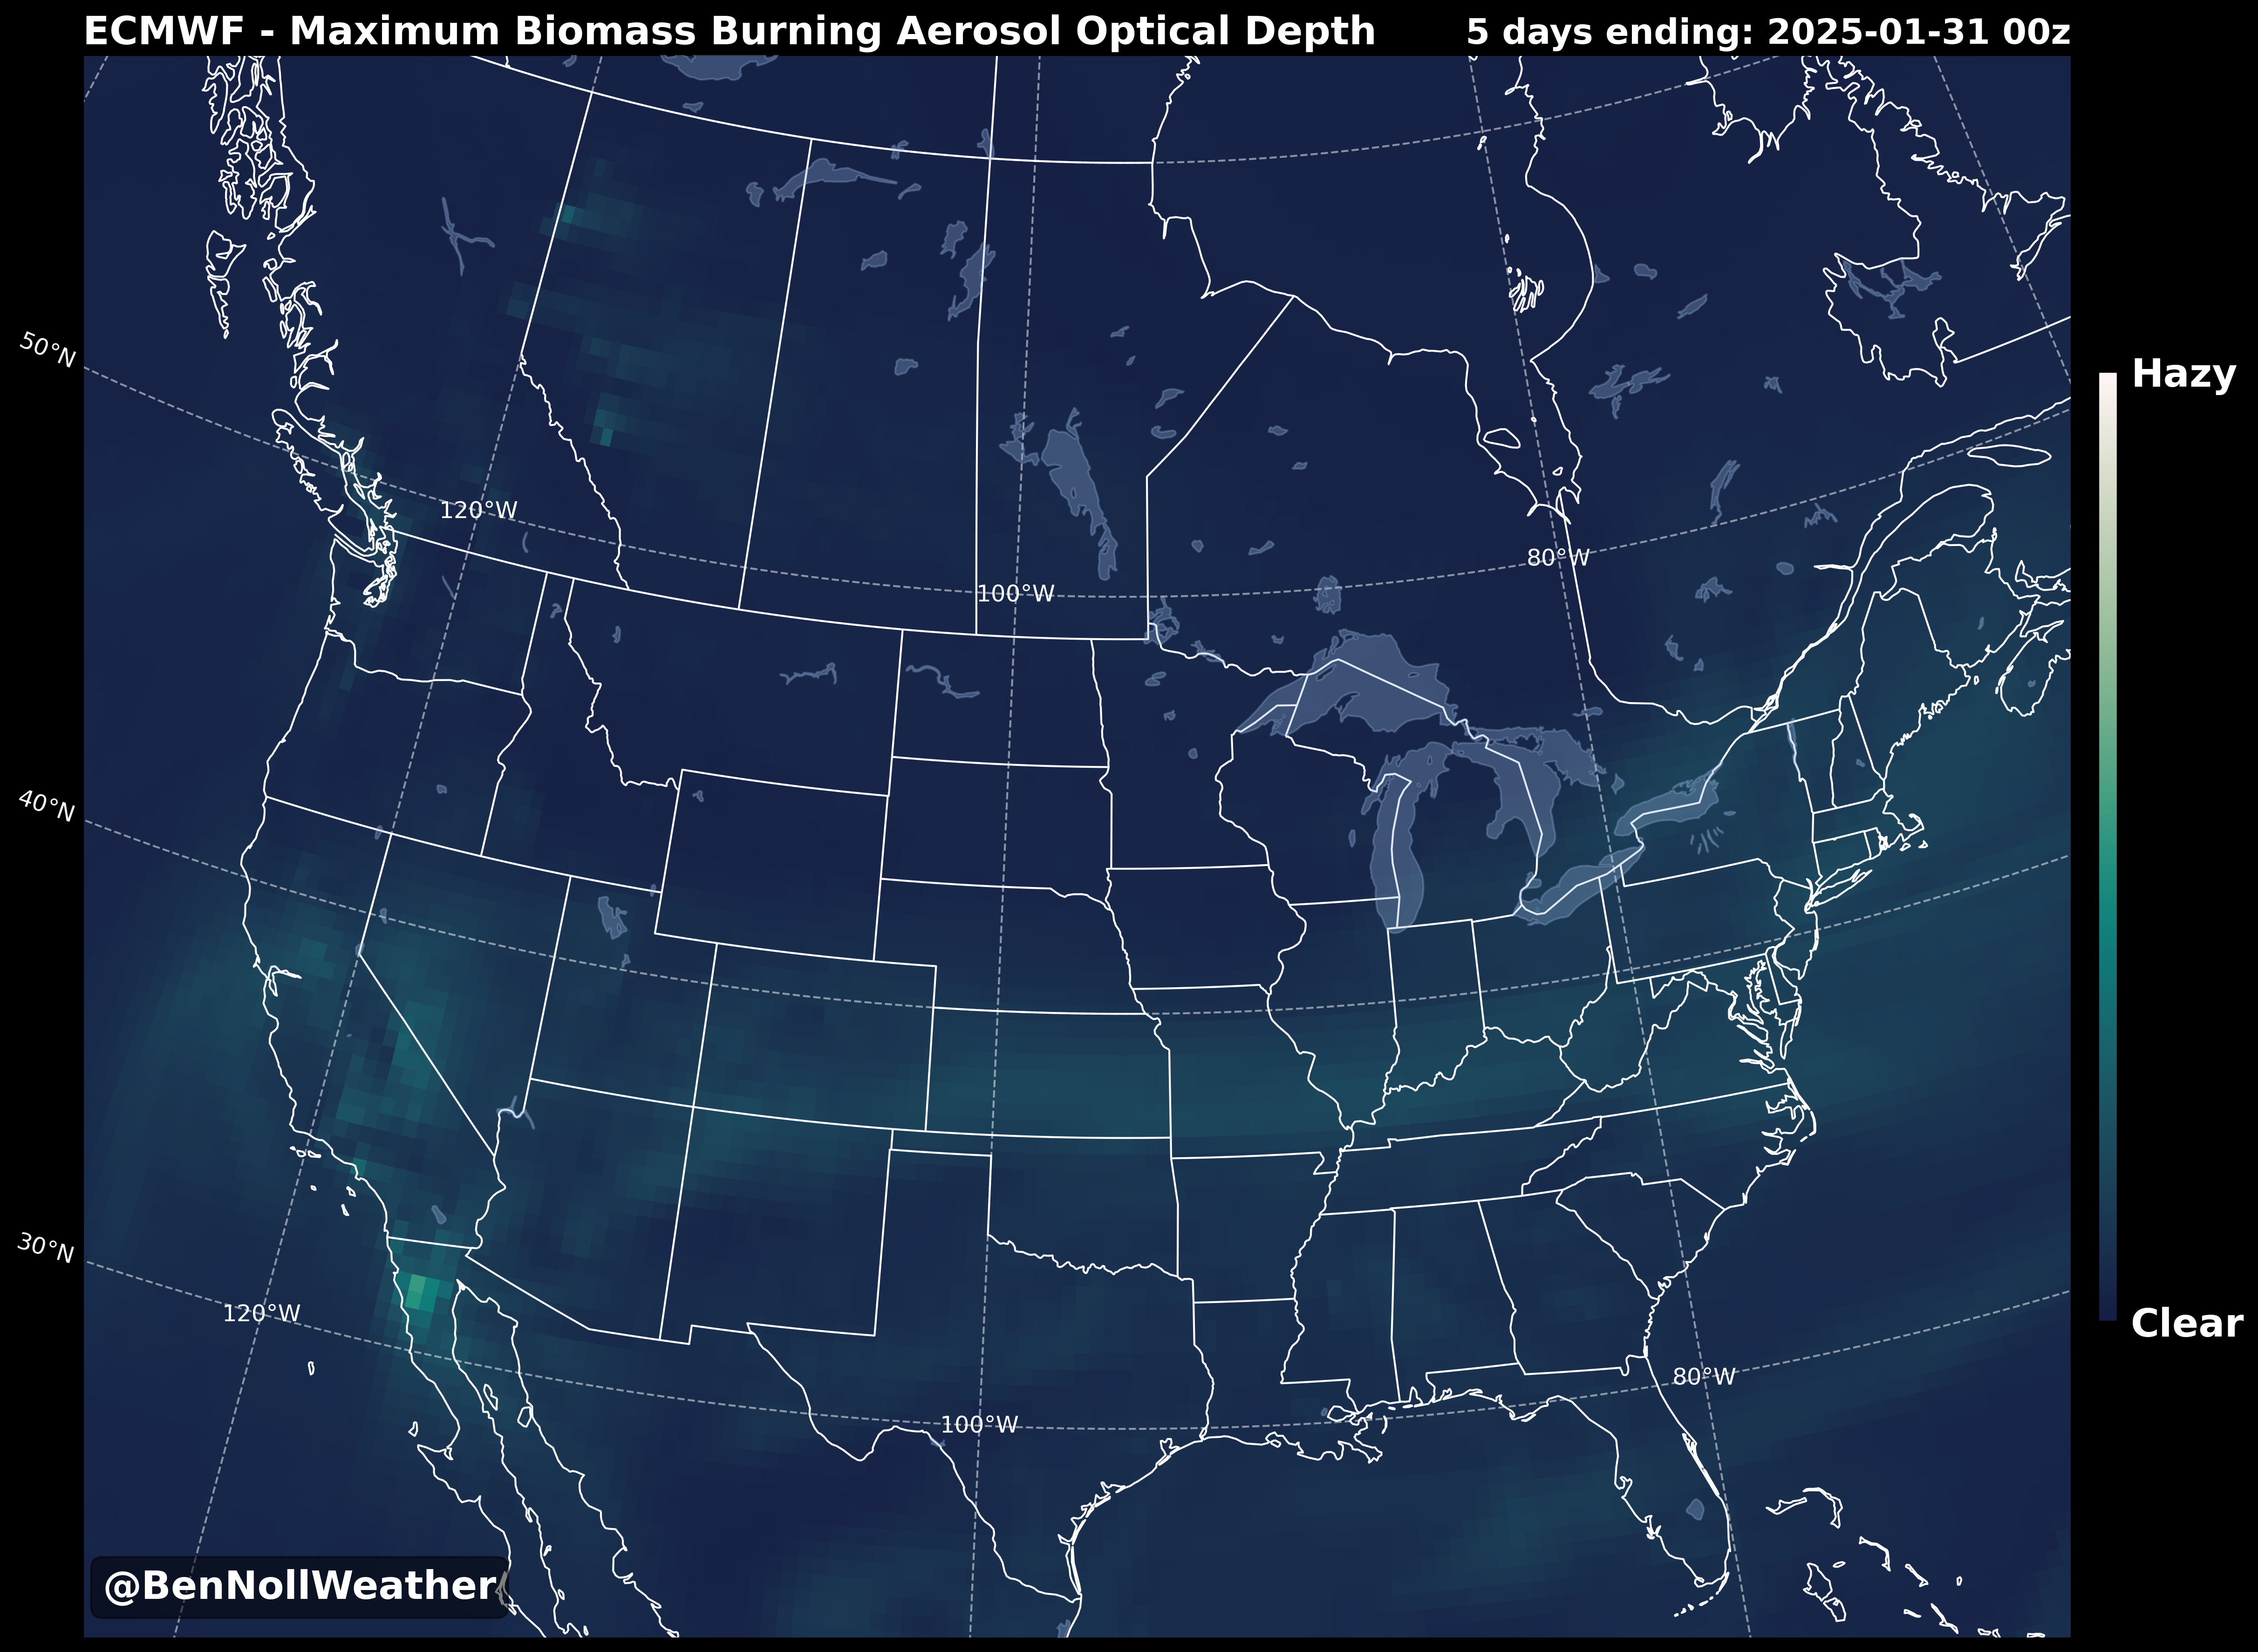 ECMWF - Maximum Biomass Burning Aerosol Optical Depth
5 days ending: 2025-01-31 00z
50°N
Hazy
120°W
80°W
100°W
40°N
30°N
120°W
Clear
80°W
100°W
@BenNollWeather